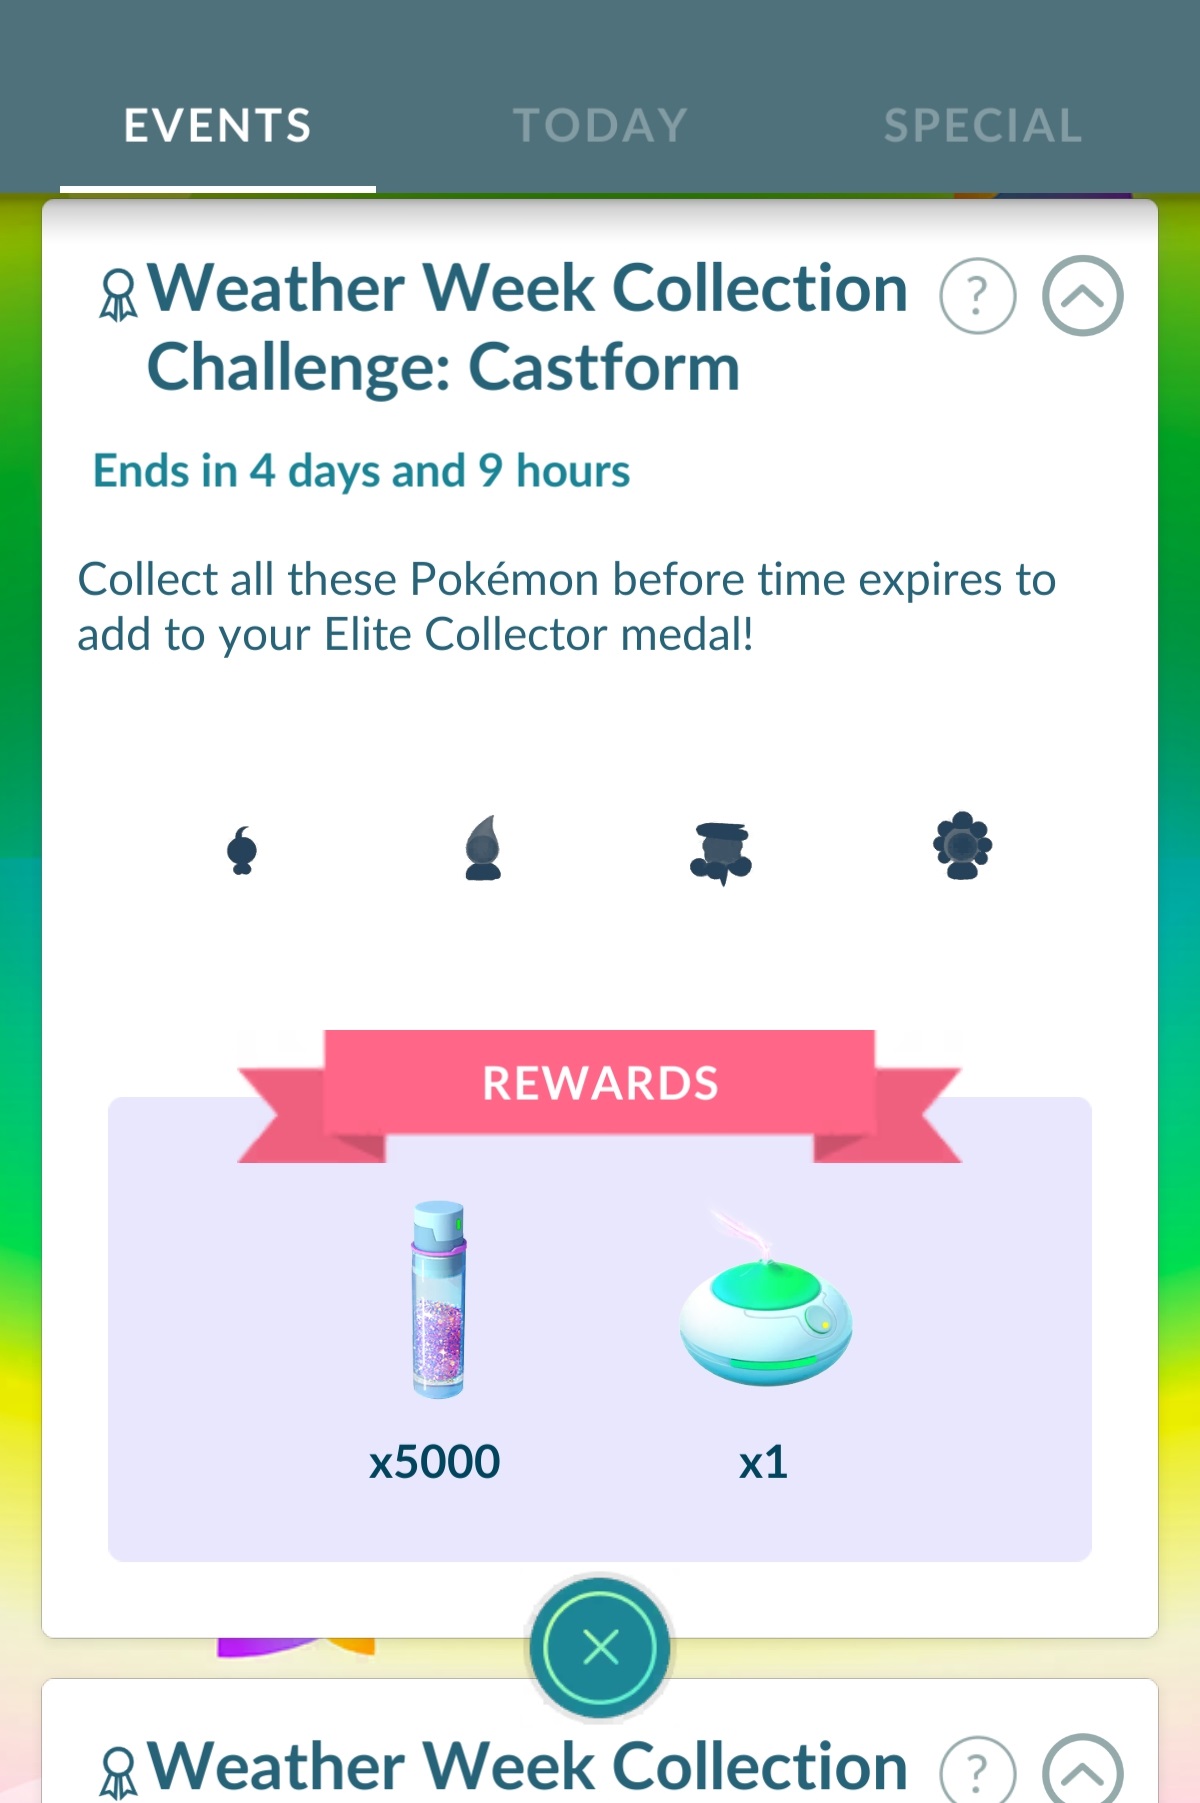 EVENTS TODAY SPECIAL
Weather Week Collection
Challenge: Castform
?
Ends in 4 days and 9 hours
Collect all these Pokémon before time expires to
add to your Elite Collector medal!
REWARDS
x5000 x1
Weather Week Collection
?